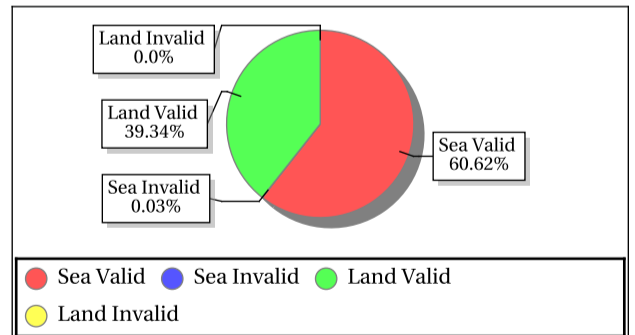 Land Invalid
0.0%
Land Valid
39.34%
Sea Valid
60.62%
Sea Invalid
0.03%
Sea Valid Sea Invalid Land Valid
Land Invalid